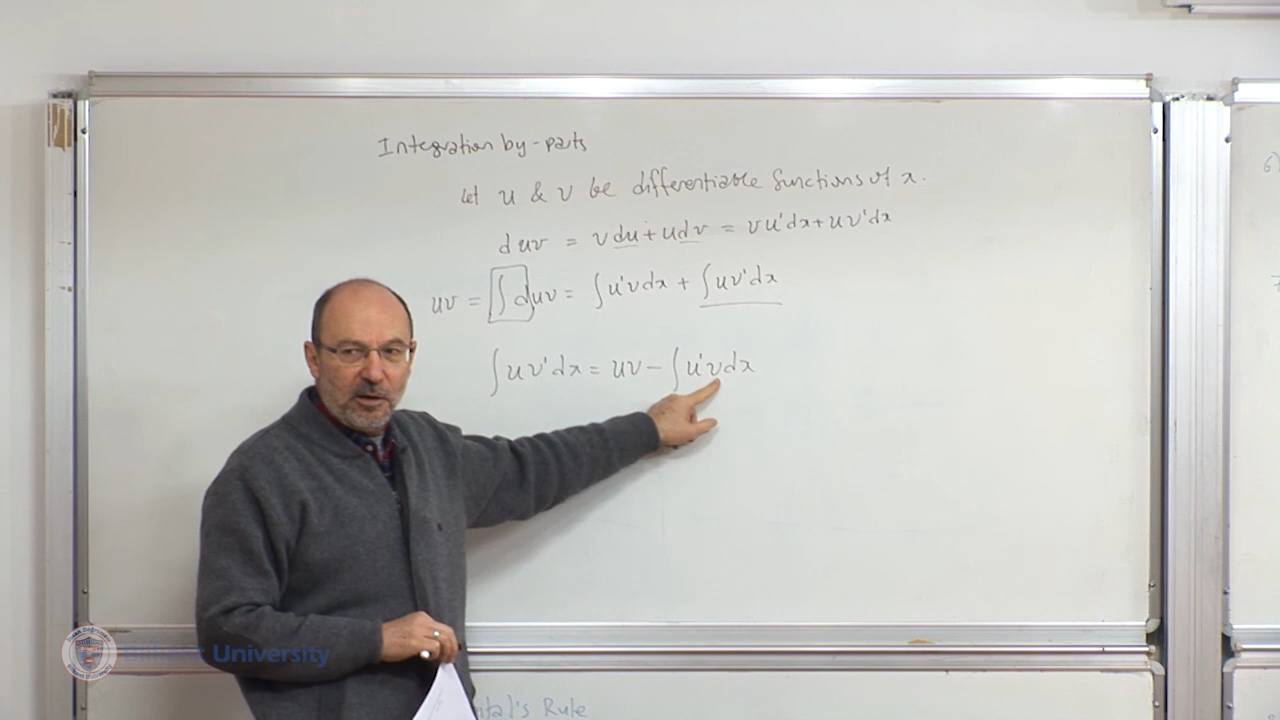 Integration by-parts
Let u & v be differentiable functions of x.
d uv = v du + u dv = v u' dx + u v' dx
uv = ∫ d uv = ∫ u' v dx + ∫ u v' dx
∫ u v' dx = uv - ∫ u' v dx
University
ital's Rule